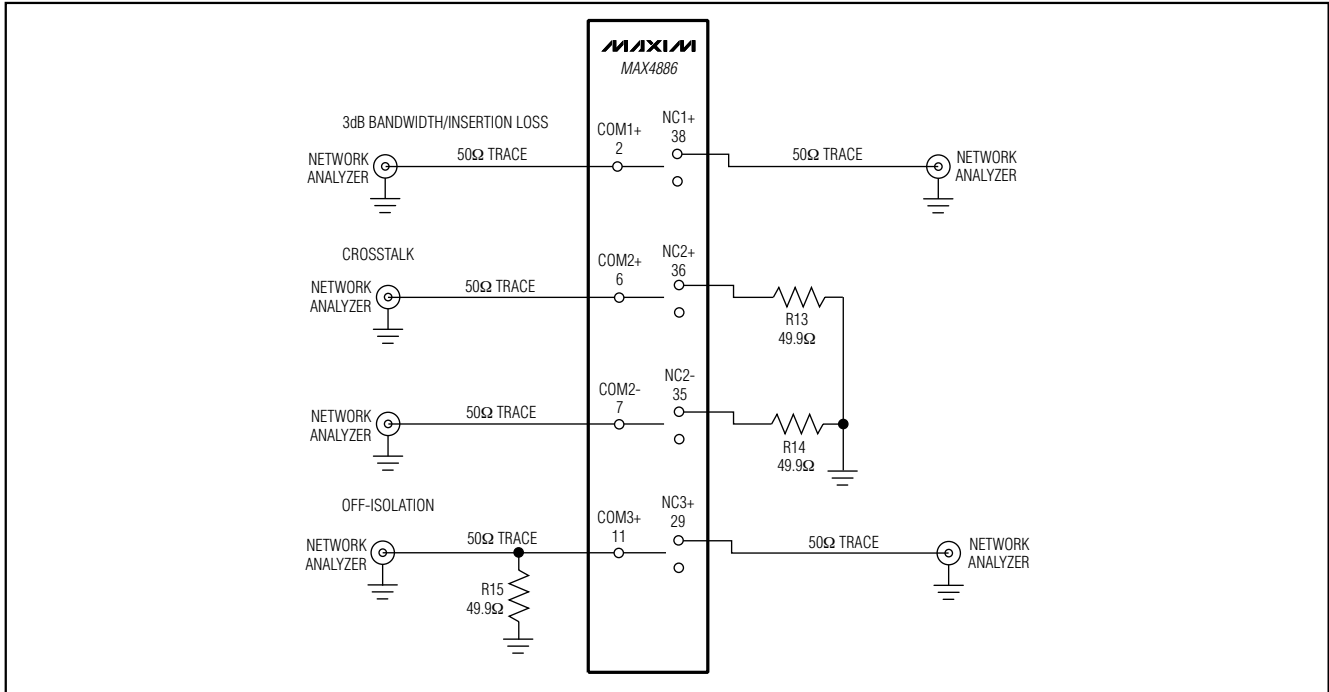 MAXIM
MAX4886
3dB BANDWIDTH/INSERTION LOSS
NETWORK
ANALYZER
50Ω TRACE
COM1+
2
NC1+
38
50Ω TRACE
NETWORK
ANALYZER
CROSSTALK
NETWORK
ANALYZER
50Ω TRACE
COM2+
6
NC2+
36
R13
49.9Ω
NETWORK
ANALYZER
50Ω TRACE
COM2-
7
NC2-
35
R14
49.9Ω
OFF-ISOLATION
NETWORK
ANALYZER
50Ω TRACE
R15
49.9Ω
COM3+
11
NC3+
29
50Ω TRACE
NETWORK
ANALYZER